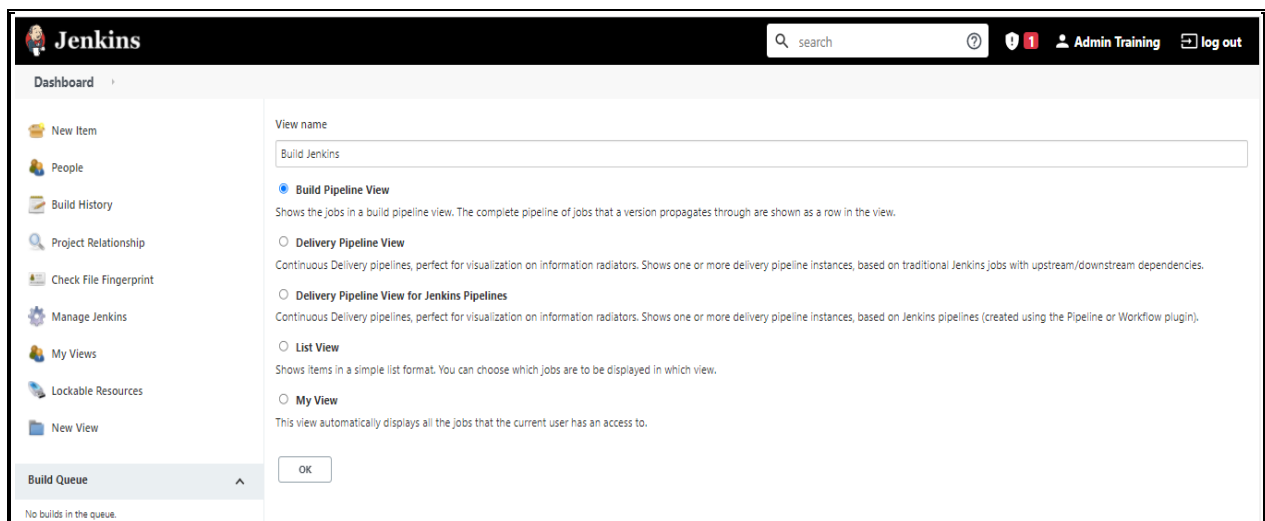 Jenkins
search
1
Admin Training
log out
Dashboard
New Item
People
Build History
Project Relationship
Check File Fingerprint
Manage Jenkins
My Views
Lockable Resources
New View
Build Queue
No builds in the queue.
View name
Build Jenkins
Build Pipeline View
Shows the jobs in a build pipeline view. The complete pipeline of jobs that a version propagates through are shown as a row in the view.
Delivery Pipeline View
Continuous Delivery pipelines, perfect for visualization on information radiators. Shows one or more delivery pipeline instances, based on traditional Jenkins jobs with upstream/downstream dependencies.
Delivery Pipeline View for Jenkins Pipelines
Continuous Delivery pipelines, perfect for visualization on information radiators. Shows one or more delivery pipeline instances, based on Jenkins pipelines (created using the Pipeline or Workflow plugin).
List View
Shows items in a simple list format. You can choose which jobs are to be displayed in which view.
My View
This view automatically displays all the jobs that the current user has an access to.
OK